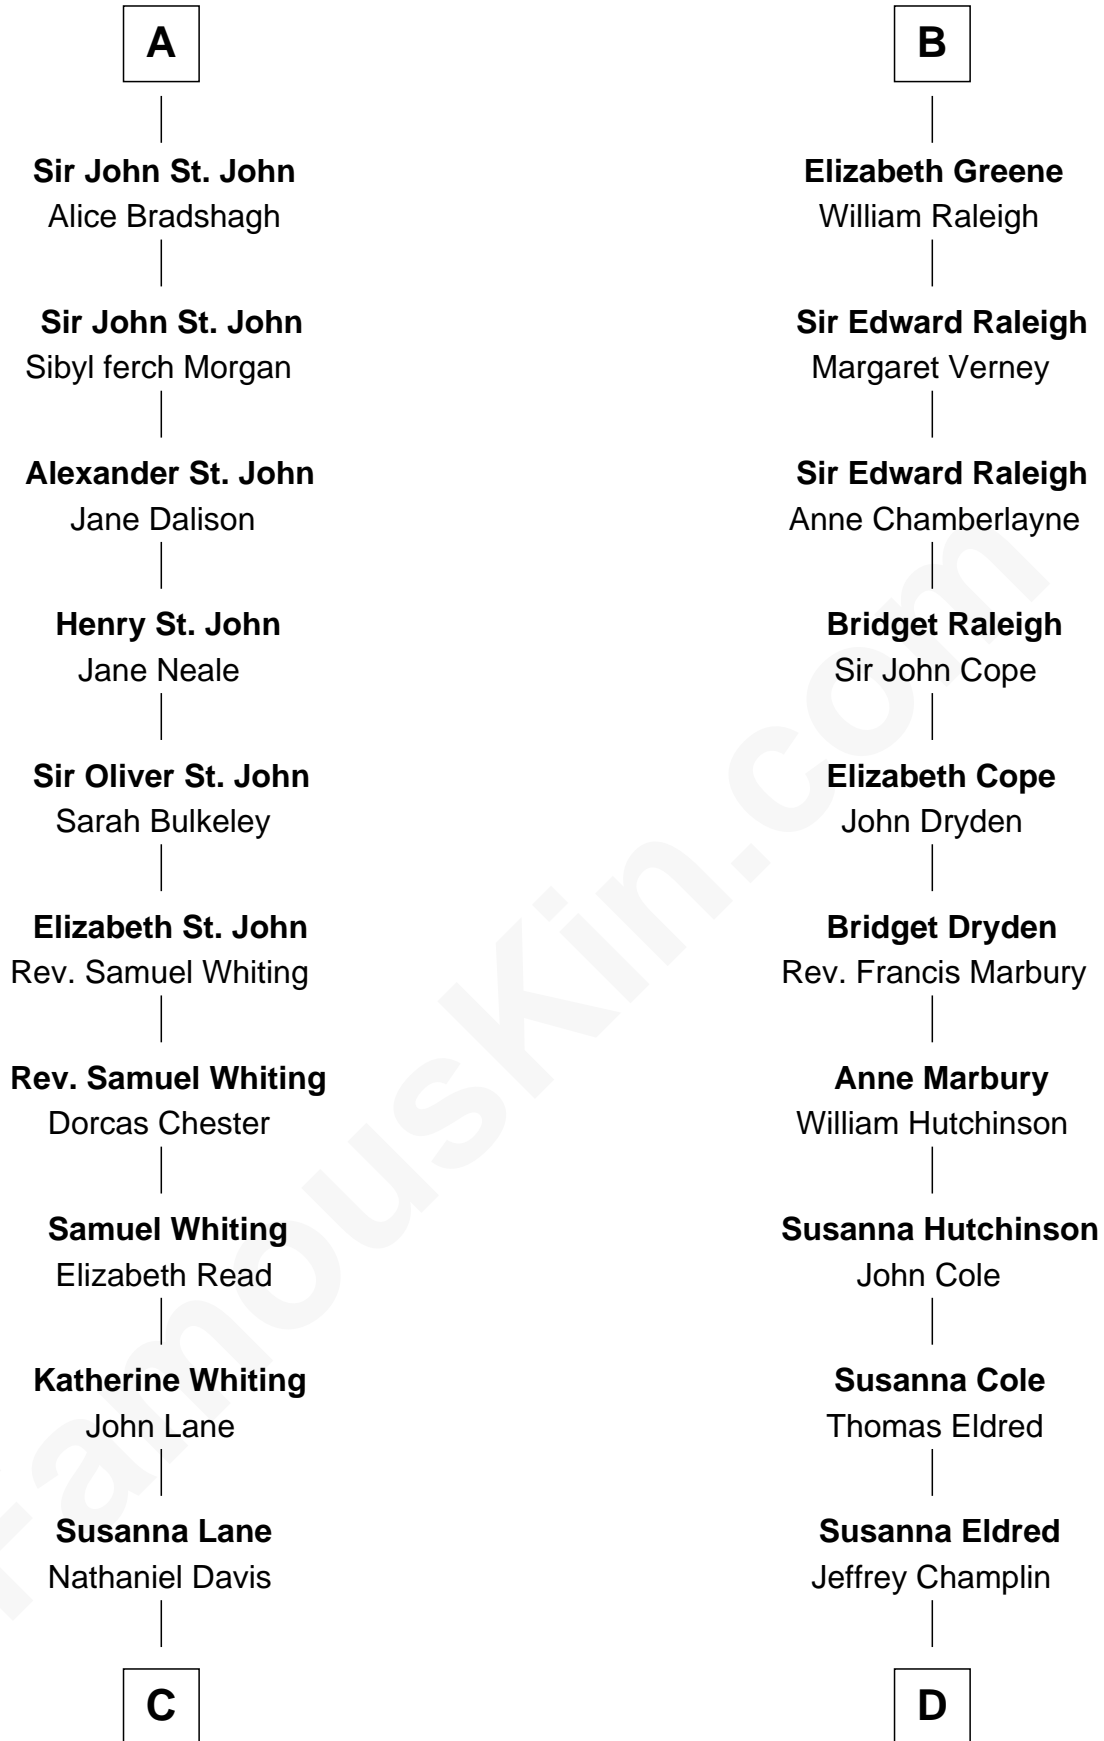 A
Sir John St. John
Alice Bradshagh
Sir John St. John
Sibyl ferch Morgan
Alexander St. John
Jane Dalison
Henry St. John
Jane Neale
Sir Oliver St. John
Sarah Bulkeley
Elizabeth St. John
Rev. Samuel Whiting
Rev. Samuel Whiting
Dorcas Chester
Samuel Whiting
Elizabeth Read
Katherine Whiting
John Lane
Susanna Lane
Nathaniel Davis
C
B
Elizabeth Greene
William Raleigh
Sir Edward Raleigh
Margaret Verney
Sir Edward Raleigh
Anne Chamberlayne
Bridget Raleigh
Sir John Cope
Elizabeth Cope
John Dryden
Bridget Dryden
Rev. Francis Marbury
Anne Marbury
William Hutchinson
Susanna Hutchinson
John Cole
Susanna Cole
Thomas Eldred
Susanna Eldred
Jeffrey Champlin
D
FamousKin.com